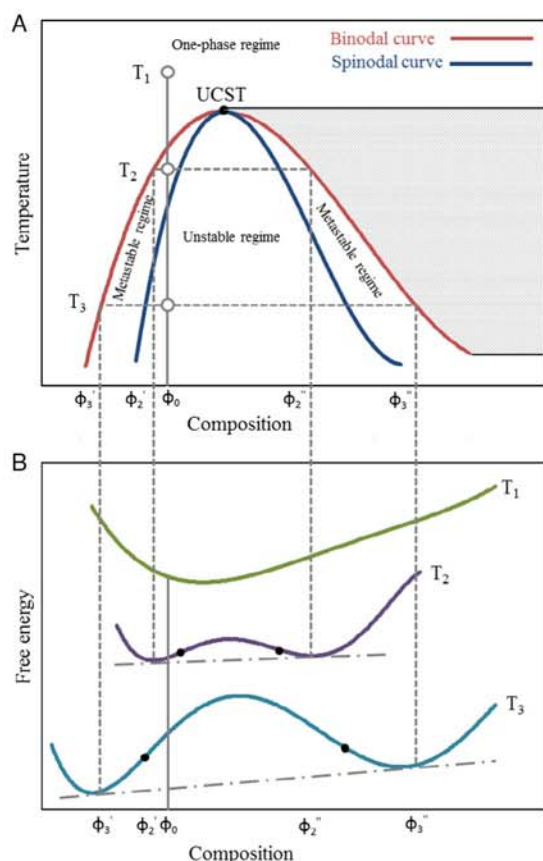 A
One-phase regime
Binodal curve
Spinodal curve
T₁
UCST
T₂
Temperature
Metastable regime
Unstable regime
Metastable regime
T₃
ϕ₃' ϕ₂' ϕ₀ ϕ₂'' ϕ₃''
Composition
B
T₁
T₂
Free energy
T₃
ϕ₃' ϕ₂' ϕ₀ ϕ₂'' ϕ₃''
Composition